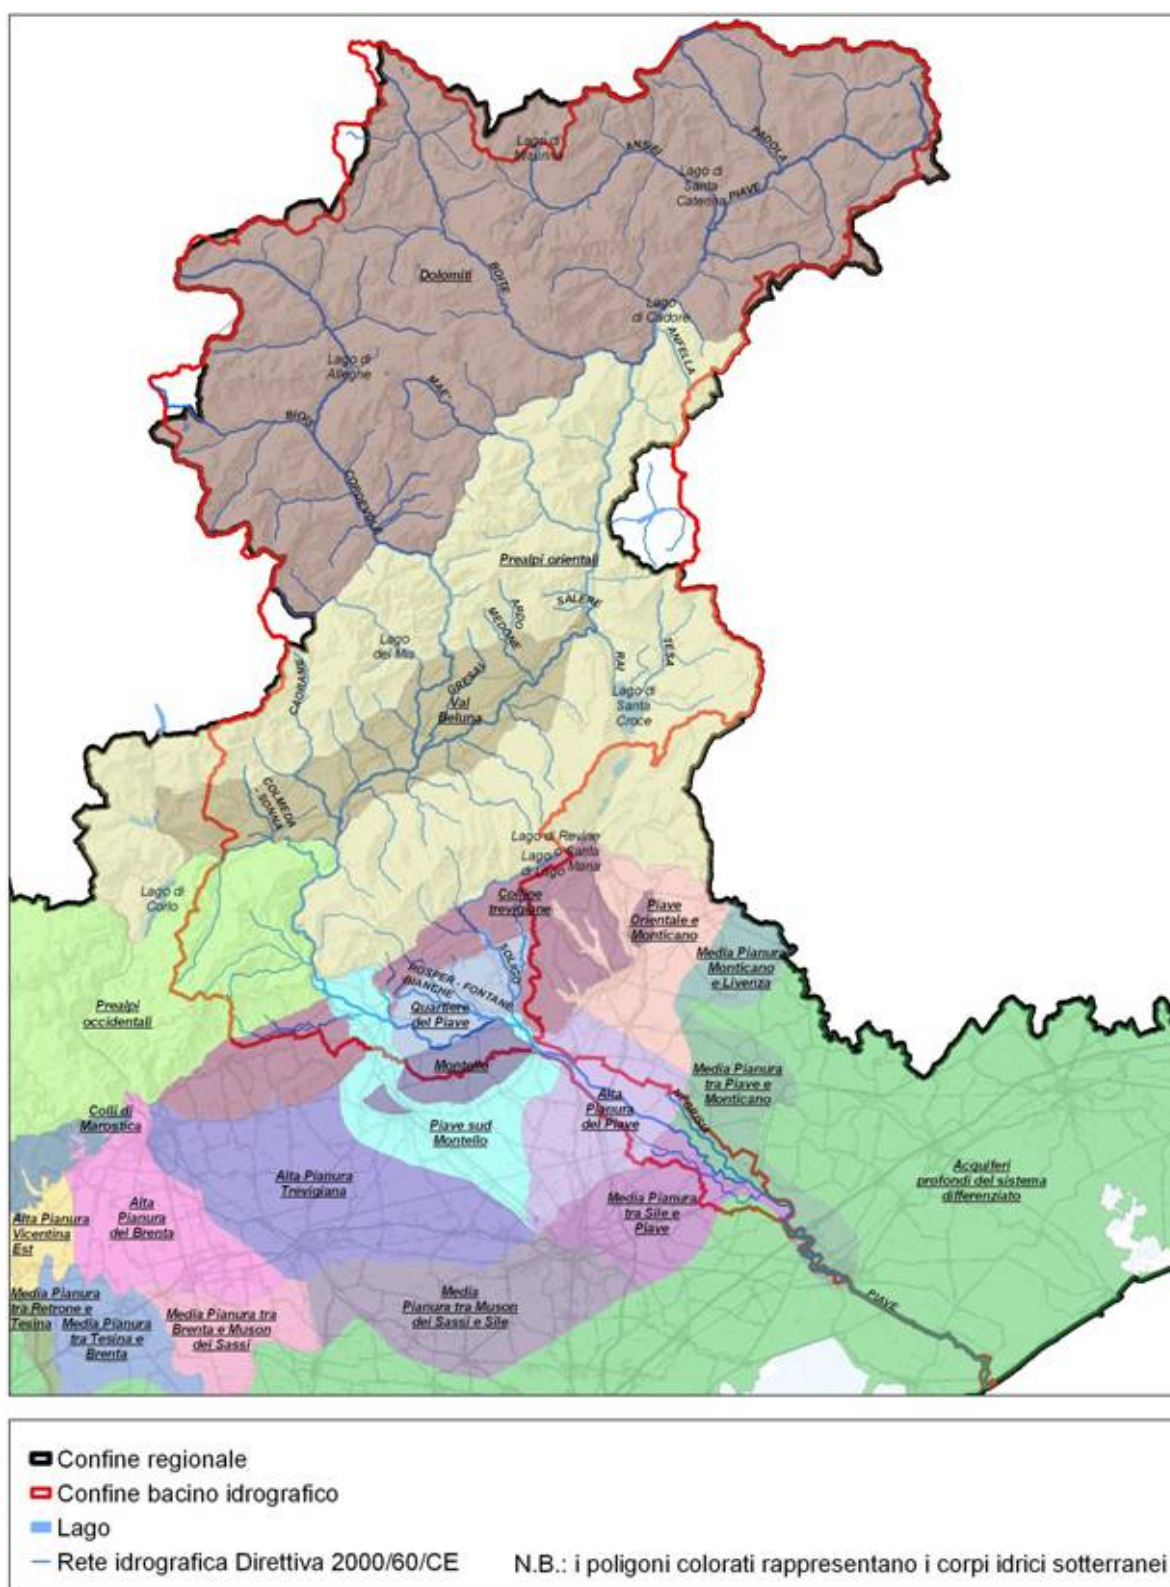 PADOLA
Lago di
Misurina
ANSIEI
Lago di
Santa
Caterina
PIAVE
Dolomiti
BOITE
Lago
di Cadore
ANFELLA
Lago di
Alleghe
MAE'
BIOIS
CORDEVOLE
Prealpi orientali
SALERE
ARDO
MEDONE
Lago
del Mis
RAI
TESA
CAORAME
GRESAL
Val
Beluna
Lago di
Santa
Croce
COLMEDA
- SONNA
Lago di Revine
o Santa
Maria
Lago
di Lago
Lago di
Corlo
Colline
trevigiane
Piave
Orientale e
Monticano
Media Pianura
Monticano
e Livenza
SOLIGO
ROSPER - FONTANE
BIANCHE
Quartiere
del Piave
Prealpi
occidentali
Montello
Media Pianura
tra Piave e
Monticano
NEGRISIA
Alta
Pianura
del Piave
Colli di
Marostica
Piave sud
Montello
Alta Pianura
Trevigiana
Acquiferi
profondi del sistema
differenziato
Media Pianura
tra Sile e
Piave
Alta
Pianura
del Brenta
Alta Pianura
Vicentina
Est
Media Pianura
tra Retrone e
Tesina
Media Pianura
tra Tesina e
Brenta
Media Pianura tra
Brenta e Muson
dei Sassi
Media
Pianura tra Muson
dei Sassi e Sile
PIAVE
Confine regionale
Confine bacino idrografico
Lago
Rete idrografica Direttiva 2000/60/CE
N.B.: i poligoni colorati rappresentano i corpi idrici sotterranei